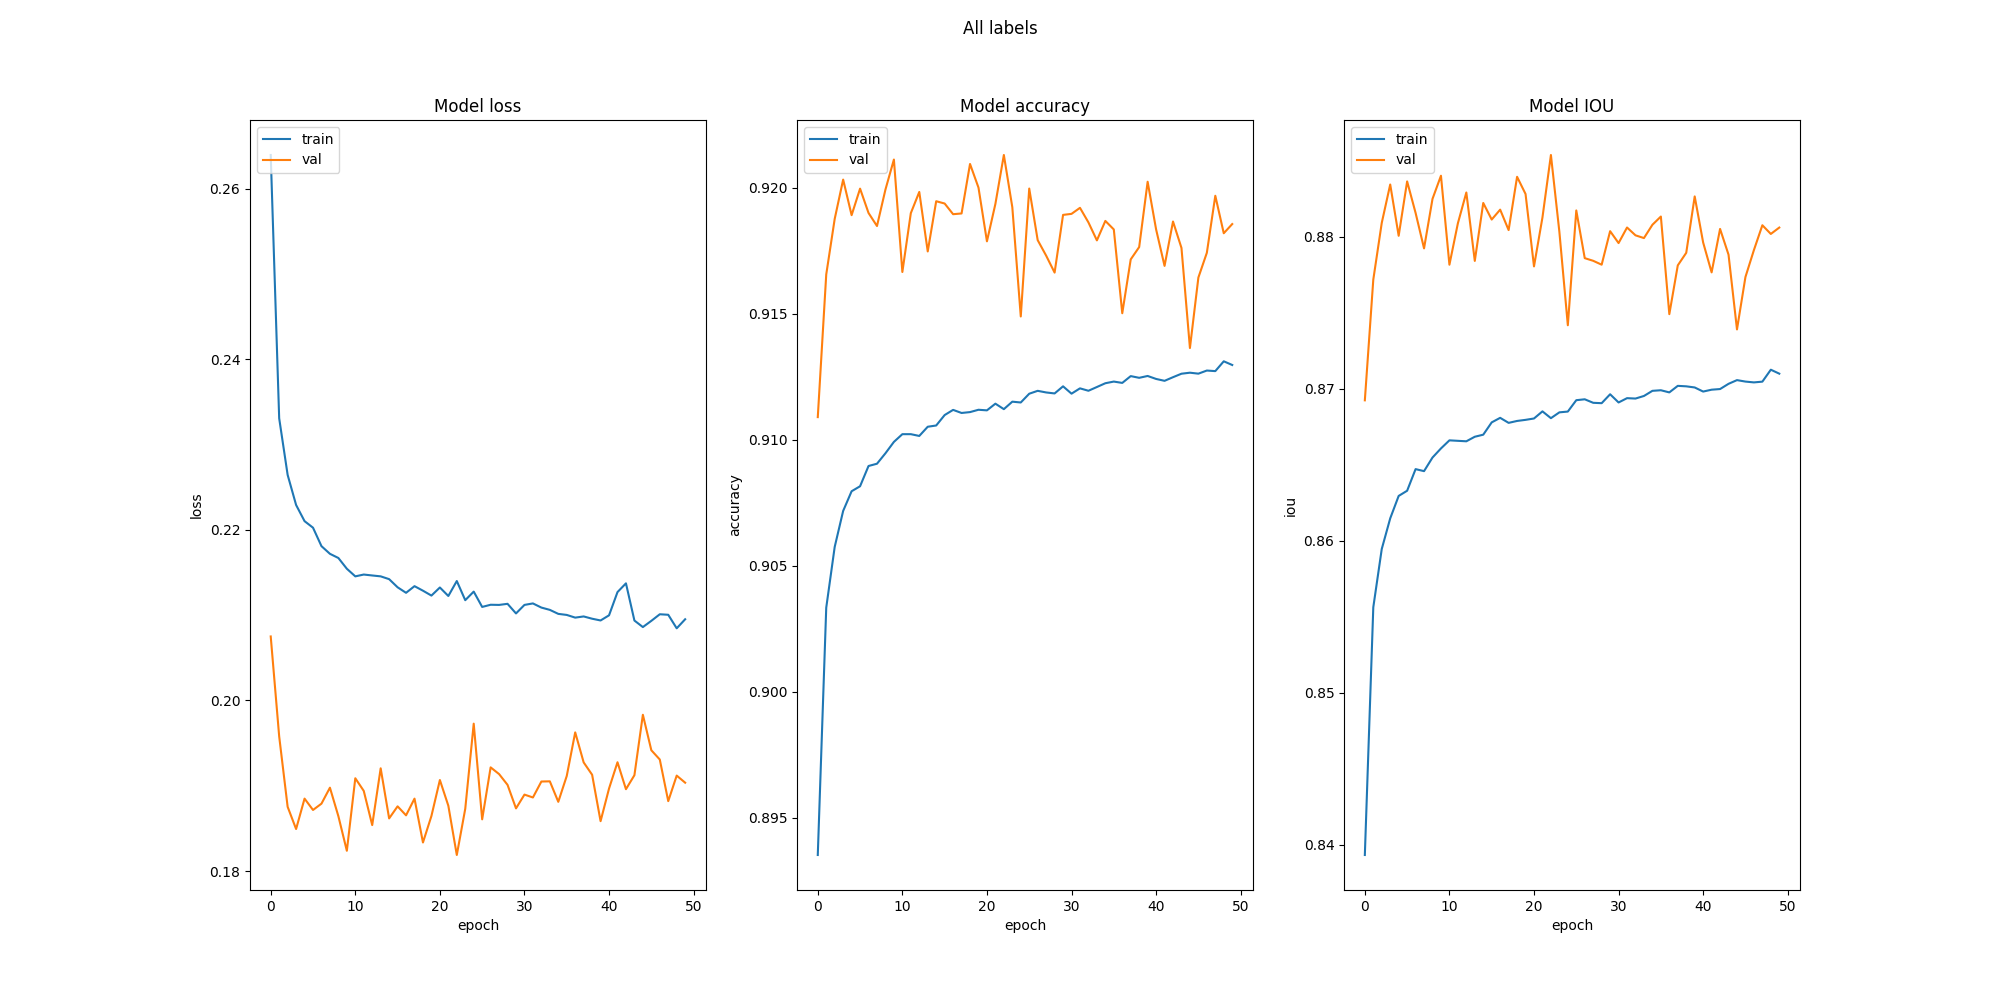 All labels
Model loss
train
val
0.26
0.24
0.22
0.20
0.18
loss
0 10 20 30 40 50
epoch
Model accuracy
train
val
0.920
0.915
0.910
0.905
0.900
0.895
accuracy
0 10 20 30 40 50
epoch
Model IOU
train
val
0.88
0.87
0.86
0.85
0.84
iou
0 10 20 30 40 50
epoch